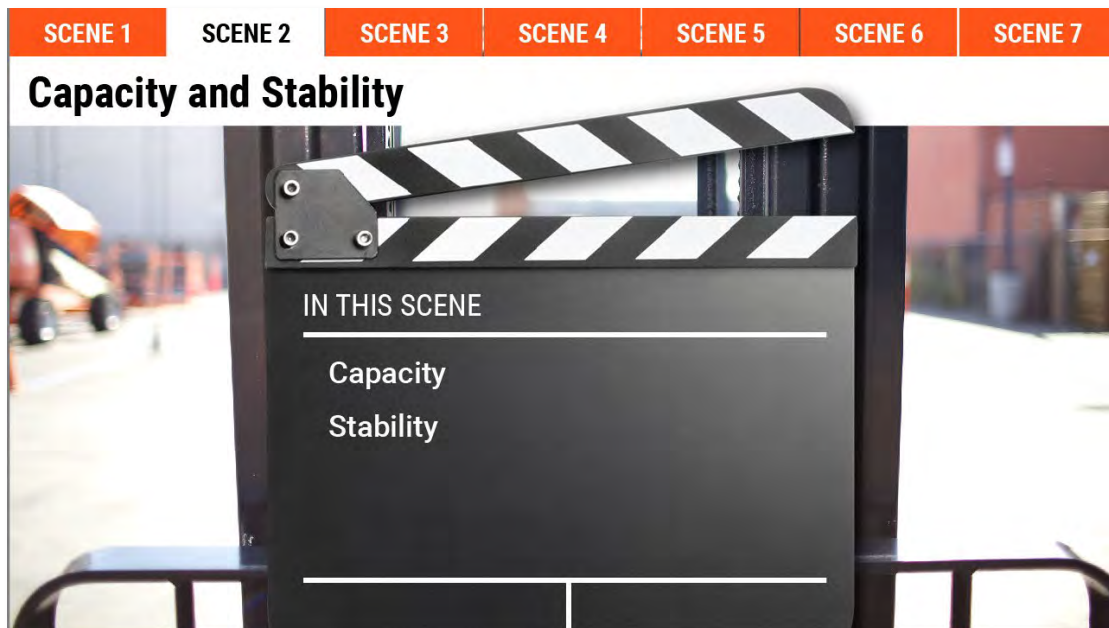 SCENE 1 SCENE 2 SCENE 3 SCENE 4 SCENE 5 SCENE 6 SCENE 7
Capacity and Stability
IN THIS SCENE
Capacity
Stability